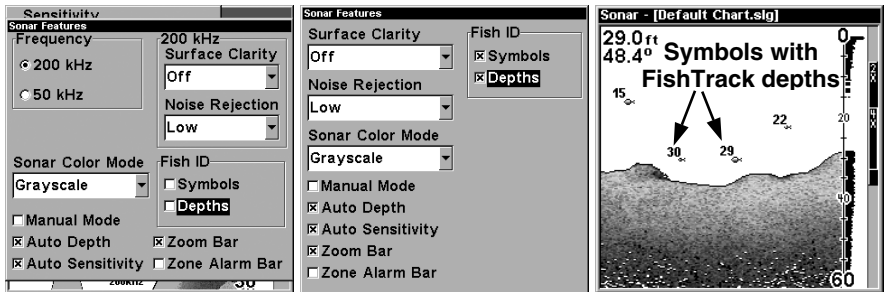 Sensitivity
Sonar Features
Frequency
200 kHz
50 kHz
200 kHz
Surface Clarity
Off
Noise Rejection
Low
Sonar Color Mode
Grayscale
Fish ID
Symbols
Depths
Manual Mode
Auto Depth
Zoom Bar
Auto Sensitivity
Zone Alarm Bar
200kHz
Sonar Features
Surface Clarity
Off
Noise Rejection
Low
Sonar Color Mode
Grayscale
Fish ID
Symbols
Depths
Manual Mode
Auto Depth
Auto Sensitivity
Zoom Bar
Zone Alarm Bar
Sonar - [Default Chart.slg]
29.0 ft
48.4º
Symbols with
FishTrack depths
0
15
22
20
30
29
40
60